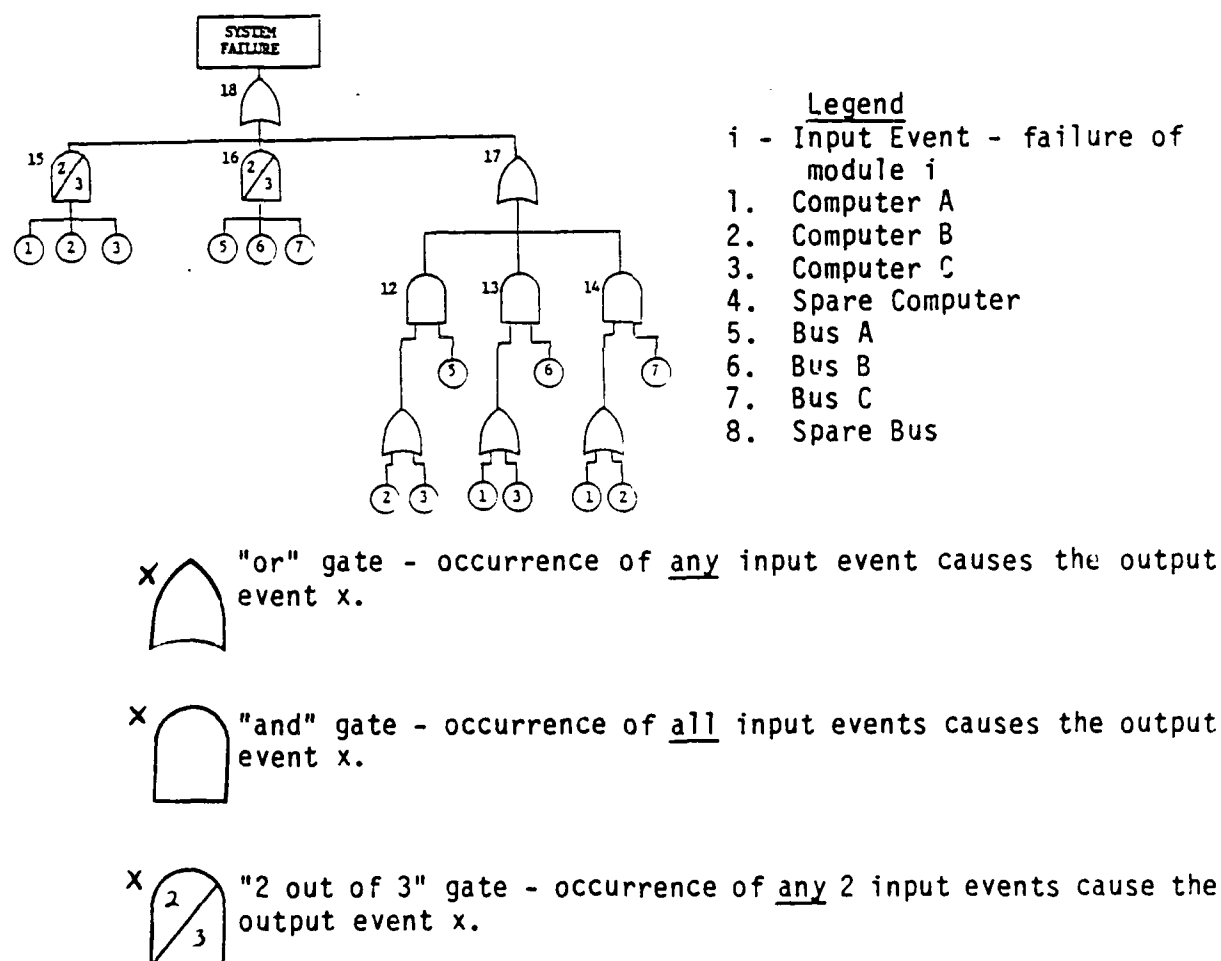 SYSTEM
FAILURE
18
15
2
3
16
2
3
17
1
2
3
5
6
7
12
13
14
5
6
7
2
3
1
3
1
2
Legend
i - Input Event - failure of
module i
1. Computer A
2. Computer B
3. Computer C
4. Spare Computer
5. Bus A
6. Bus B
7. Bus C
8. Spare Bus
x
"or" gate - occurrence of any input event causes the output
event x.
x
"and" gate - occurrence of all input events causes the output
event x.
x
2
3
"2 out of 3" gate - occurrence of any 2 input events cause the
output event x.